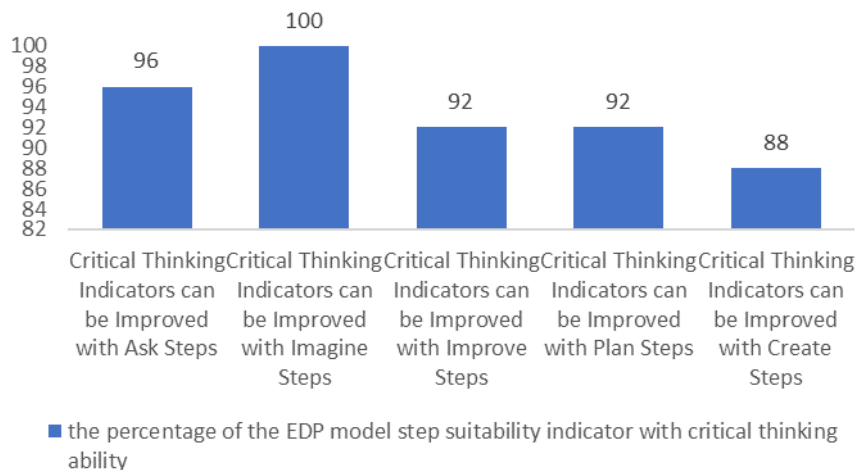 100
98
96
94
92
90
88
86
84
82
96
100
92
92
88
Critical Thinking
Indicators can
be Improved
with Ask Steps
Critical Thinking
Indicators can
be Improved
with Imagine
Steps
Critical Thinking
Indicators can
be Improved
with Improve
Steps
Critical Thinking
Indicators can
be Improved
with Plan Steps
Critical Thinking
Indicators can
be Improved
with Create
Steps
the percentage of the EDP model step suitability indicator with critical thinking
ability